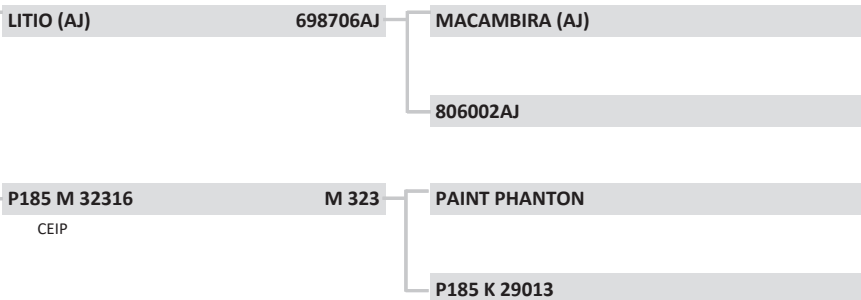 LITIO (AJ) 698706AJ MACAMBIRA (AJ)
806002AJ
P185 M 32316 M 323 PAINT PHANTON
CEIP
P185 K 29013